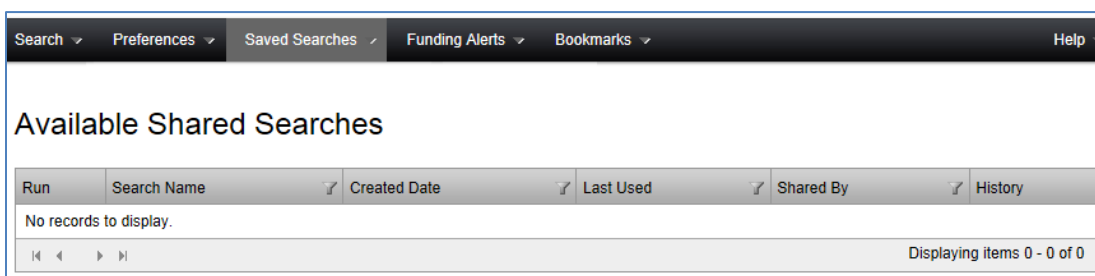 Search Preferences Saved Searches Funding Alerts Bookmarks Help
Available Shared Searches
Run Search Name Created Date Last Used Shared By History
No records to display.
Displaying items 0 - 0 of 0